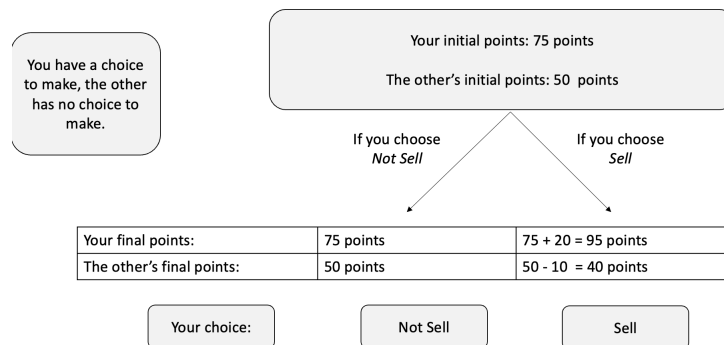 Your initial points: 75 points
The other’s initial points: 50 points
You have a choice
to make, the other
has no choice to
make.
If you choose
Not Sell
If you choose
Sell
Your final points: 75 points 75 + 20 = 95 points
The other’s final points: 50 points 50 - 10 = 40 points
Your choice: Not Sell Sell